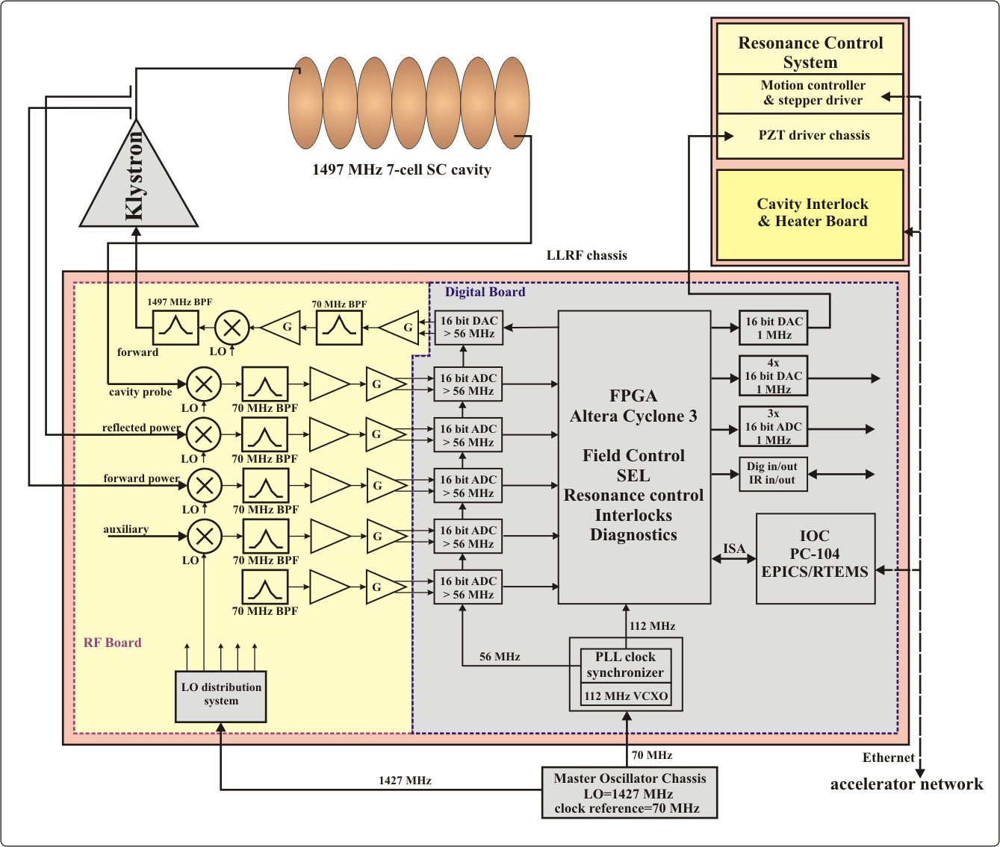 Resonance Control
System
Motion controller
& stepper driver
PZT driver chassis
Cavity Interlock
& Heater Board
Klystron
1497 MHz 7-cell SC cavity
LLRF chassis
Digital Board
1497 MHz BPF
70 MHz BPF
G
G
16 bit DAC
> 56 MHz
LO
forward
16 bit DAC
1 MHz
cavity probe
LO
70 MHz BPF
G
16 bit ADC
> 56 MHz
4x
16 bit DAC
1 MHz
reflected power
LO
70 MHz BPF
G
16 bit ADC
> 56 MHz
3x
16 bit ADC
1 MHz
forward power
LO
70 MHz BPF
G
16 bit ADC
> 56 MHz
Dig in/out
IR in/out
auxiliary
LO
70 MHz BPF
G
16 bit ADC
> 56 MHz
70 MHz BPF
G
16 bit ADC
> 56 MHz
FPGA
Altera Cyclone 3
Field Control
SEL
Resonance control
Interlocks
Diagnostics
ISA
IOC
PC-104
EPICS/RTEMS
RF Board
112 MHz
56 MHz
PLL clock
synchronizer
112 MHz VCXO
LO distribution
system
70 MHz
Ethernet
accelerator network
1427 MHz
Master Oscillator Chassis
LO=1427 MHz
clock reference=70 MHz